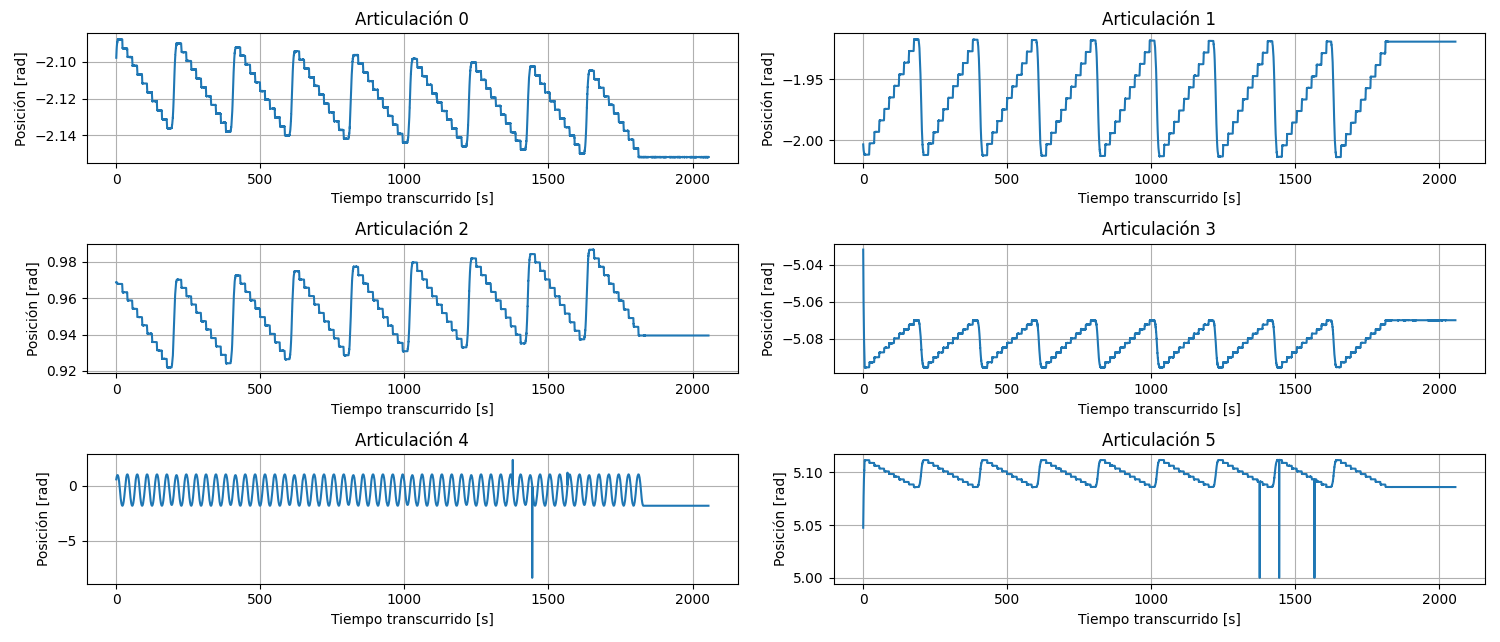 Articulación 0
Posición [rad]
−2.10
−2.12
−2.14
0 500 1000 1500 2000
Tiempo transcurrido [s]
Articulación 1
Posición [rad]
−1.95
−2.00
0 500 1000 1500 2000
Tiempo transcurrido [s]
Articulación 2
Posición [rad]
0.98
0.96
0.94
0.92
0 500 1000 1500 2000
Tiempo transcurrido [s]
Articulación 3
Posición [rad]
−5.04
−5.06
−5.08
0 500 1000 1500 2000
Tiempo transcurrido [s]
Articulación 4
Posición [rad]
0
−5
0 500 1000 1500 2000
Tiempo transcurrido [s]
Articulación 5
Posición [rad]
5.10
5.05
5.00
0 500 1000 1500 2000
Tiempo transcurrido [s]